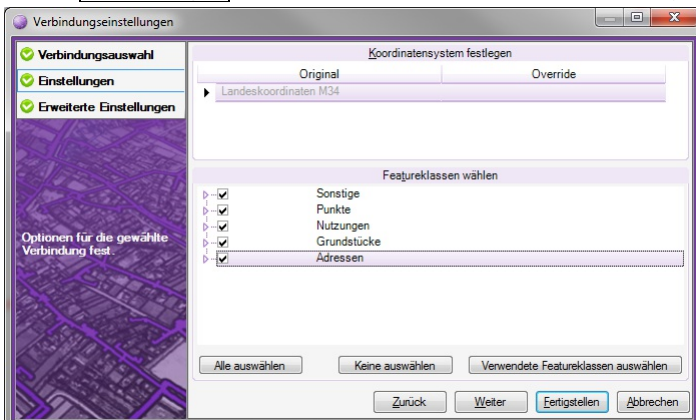 Verbindungseinstellungen
Verbindungsauswahl
Einstellungen
Erweiterte Einstellungen
Optionen für die gewählte
Verbindung fest.
Koordinatensystem festlegen
Original Override
Landeskoordinaten M34
Featureklassen wählen
Sonstige
Punkte
Nutzungen
Grundstücke
Adressen
Alle auswählen Keine auswählen Verwendete Featureklassen auswählen
Zurück Weiter Fertigstellen Abbrechen